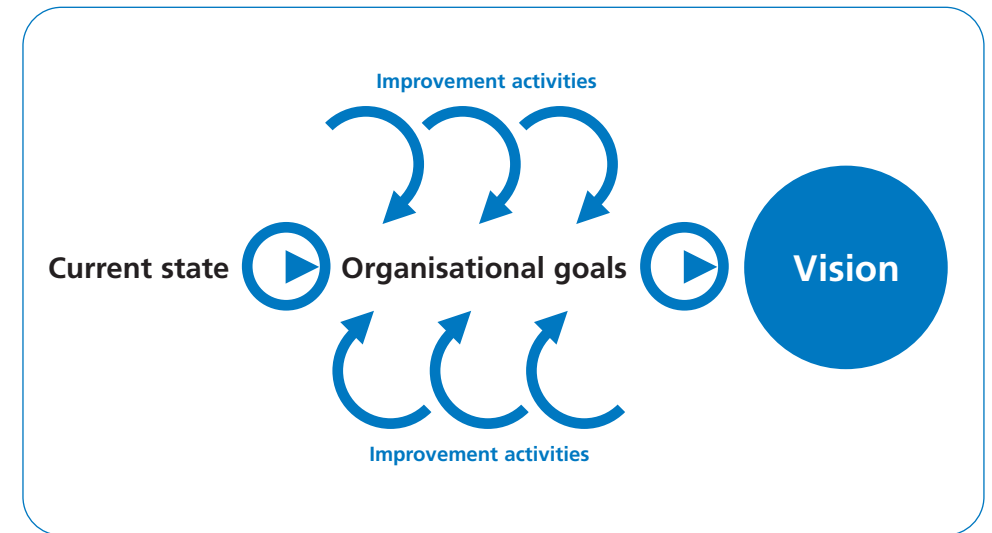 Improvement activities
Current state
Organisational goals
Vision
Improvement activities